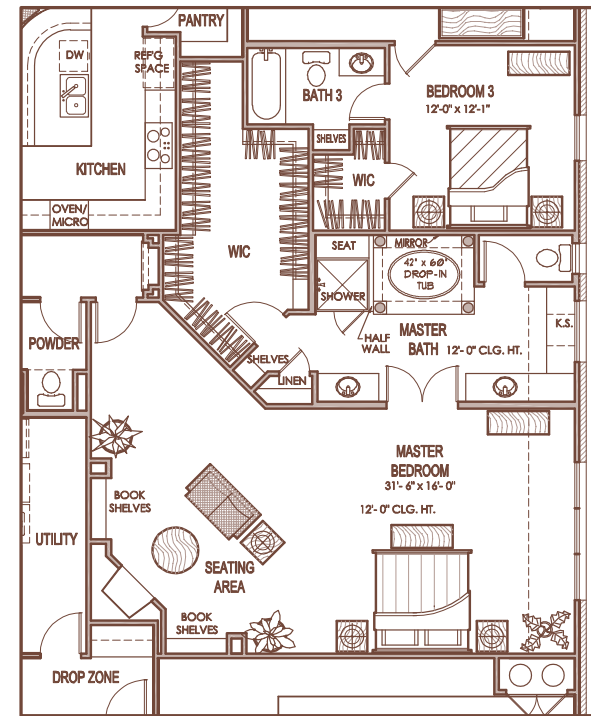 PANTRY
DW
REF'G
SPACE
KITCHEN
OVEN/
MICRO
BATH 3
SHELVES
BEDROOM 3
12'-0" x 12'-1"
WIC
WIC
SEAT
MIRROR
42" x 60"
DROP-IN
TUB
SHOWER
HALF
WALL
MASTER
BATH 12'- 0" CLG. HT.
K.S.
POWDER
SHELVES
LINEN
MASTER
BEDROOM
31'- 6" x 16'- 0"
12'- 0" CLG. HT.
BOOK
SHELVES
UTILITY
SEATING
AREA
BOOK
SHELVES
DROP ZONE